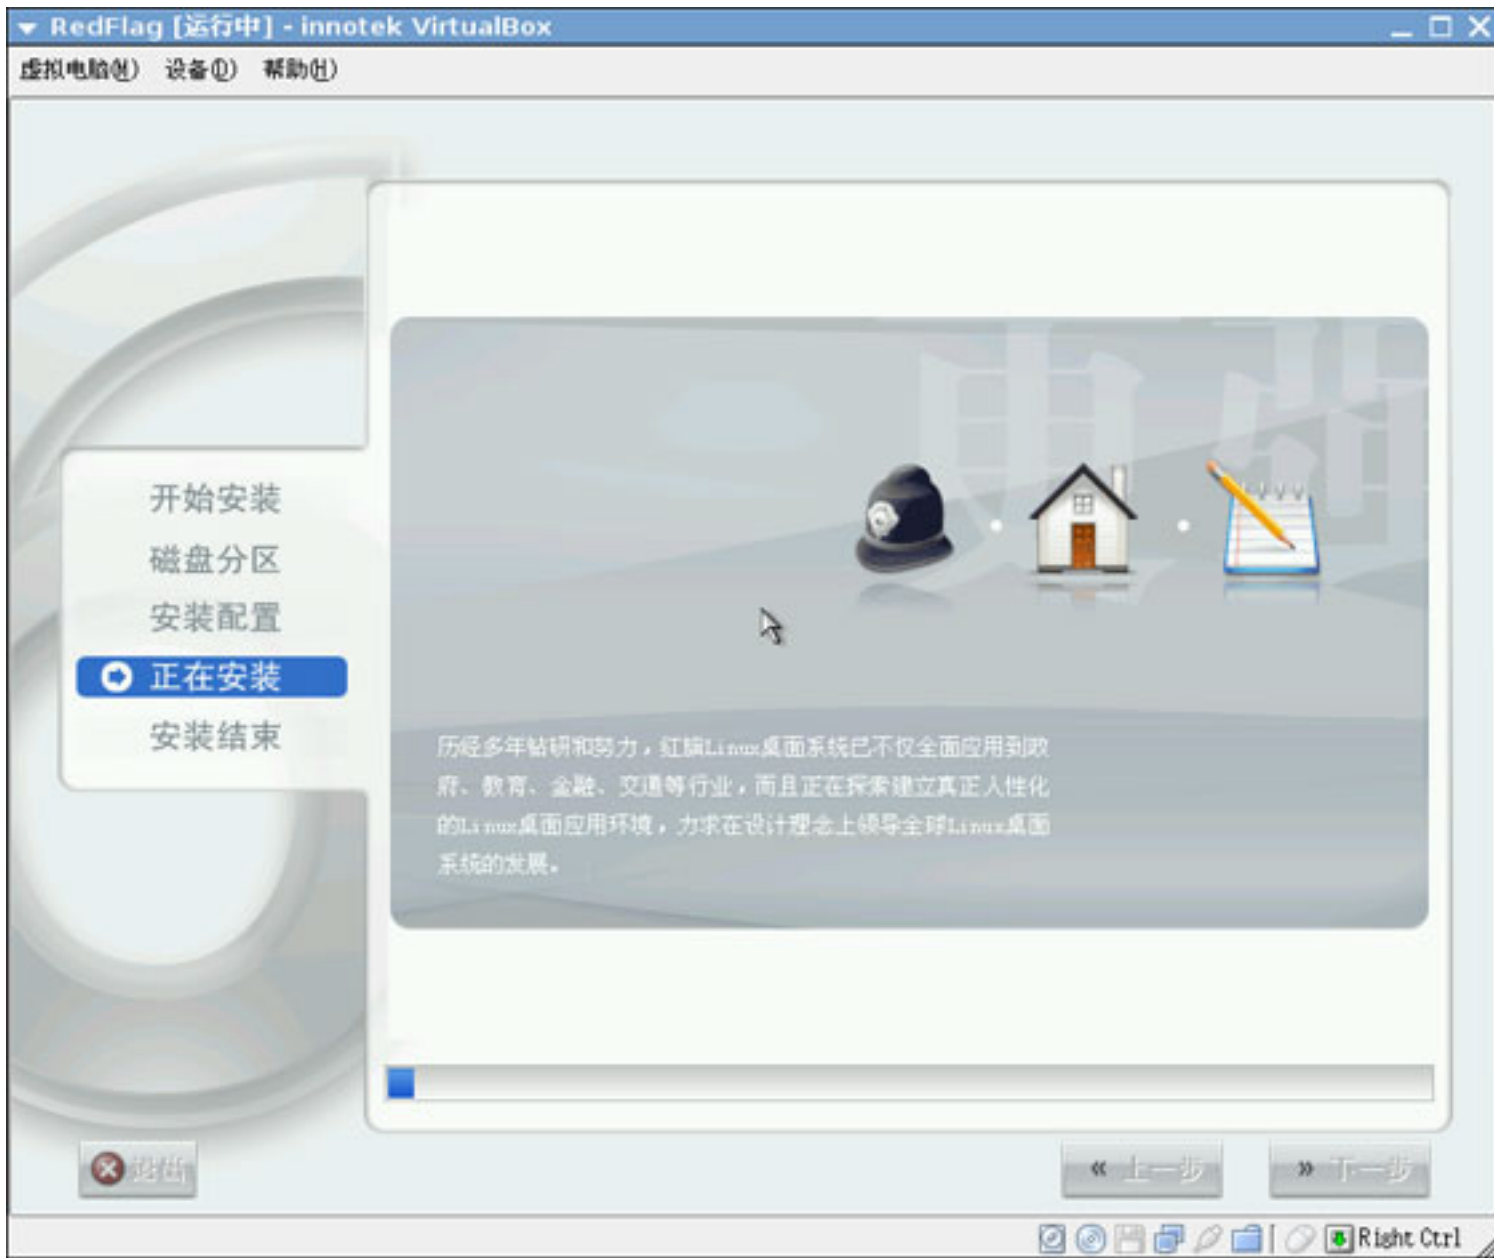 RedFlag [运行中] - innotek VirtualBox
虚拟电脑(M) 设备(D) 帮助(H)
开始安装
磁盘分区
安装配置
正在安装
安装结束
历经多年钻研和努力，红旗Linux桌面系统已不仅全面应用到政
府、教育、金融、交通等行业，而且正在探索建立真正人性化
的Linux桌面应用环境，力求在设计理念上领导全球Linux桌面
系统的发展。
退出
« 上一步
» 下一步
Right Ctrl